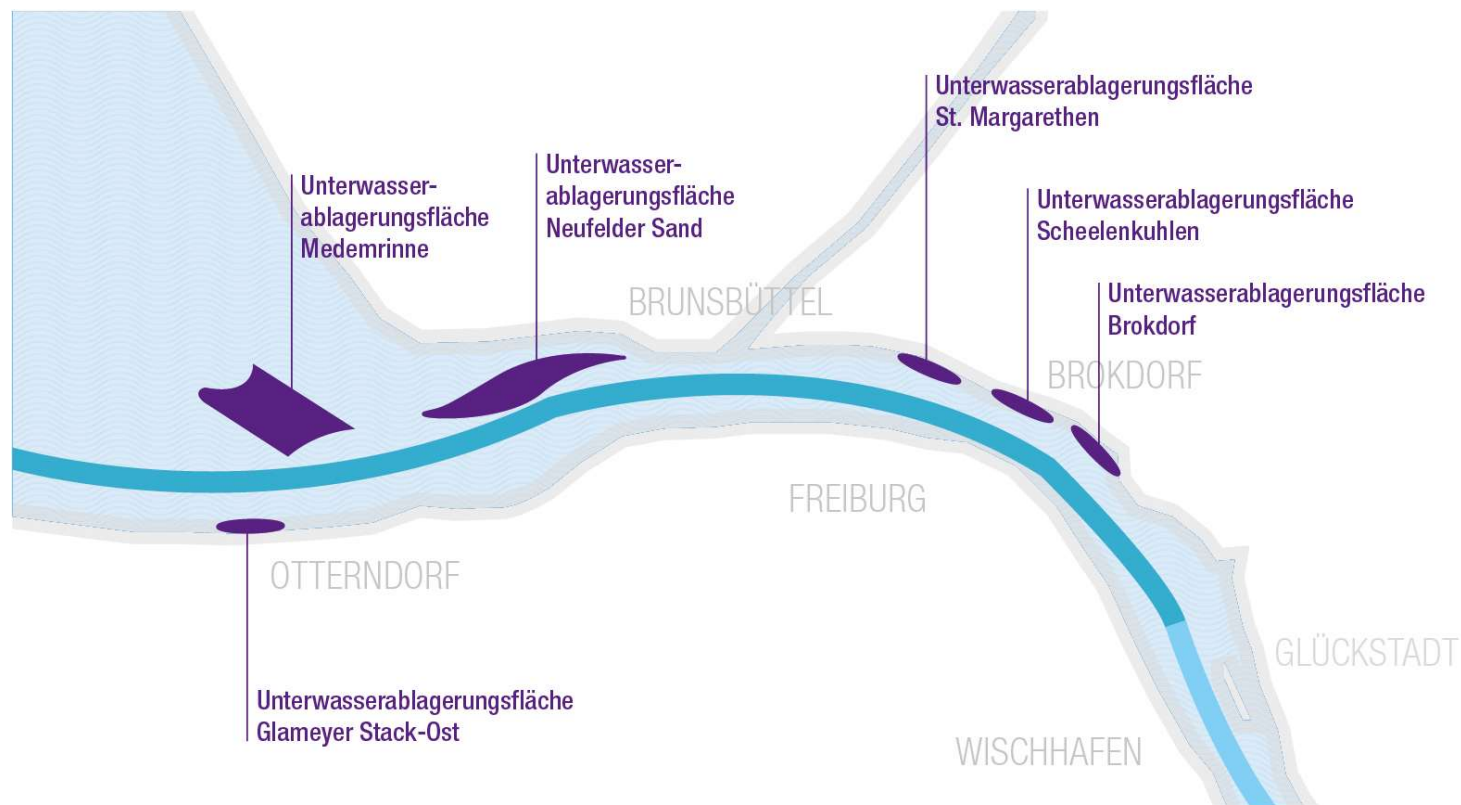 Unterwasserablagerungsfläche
St. Margarethen
Unterwasser-
ablagerungsfläche
Neufelder Sand
Unterwasser-
ablagerungsfläche
Medemrinne
Unterwasserablagerungsfläche
Scheelenkuhlen
Unterwasserablagerungsfläche
Brokdorf
BRUNSBÜTTEL
BROKDORF
FREIBURG
OTTERNDORF
GLÜCKSTADT
Unterwasserablagerungsfläche
Glameyer Stack-Ost
WISCHHAFEN